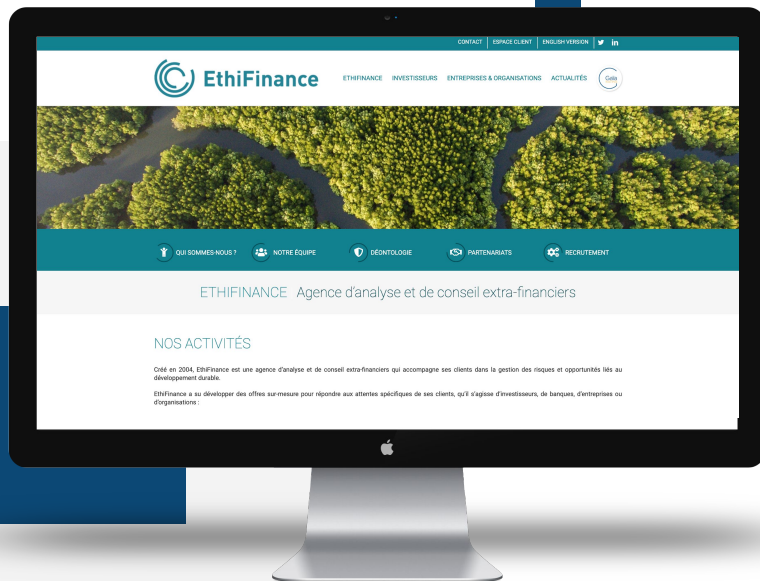 CONTACT ESPACE CLIENT ENGLISH VERSION
EthiFinance
ETHIFINANCE INVESTISSEURS ENTREPRISES & ORGANISATIONS ACTUALITÉS Gaïa
QUI SOMMES-NOUS ? NOTRE ÉQUIPE DÉONTOLOGIE PARTENARIATS RECRUTEMENT
ETHIFINANCE Agence d'analyse et de conseil extra-financiers
NOS ACTIVITÉS
Créé en 2004, EthiFinance est une agence d'analyse et de conseil extra-financiers qui accompagne ses clients dans la gestion des risques et opportunités liés au
développement durable.
EthiFinance a su développer des offres sur-mesure pour répondre aux attentes spécifiques de ses clients, qu'il s'agisse d'investisseurs, de banques, d'entreprises ou
d'organisations :